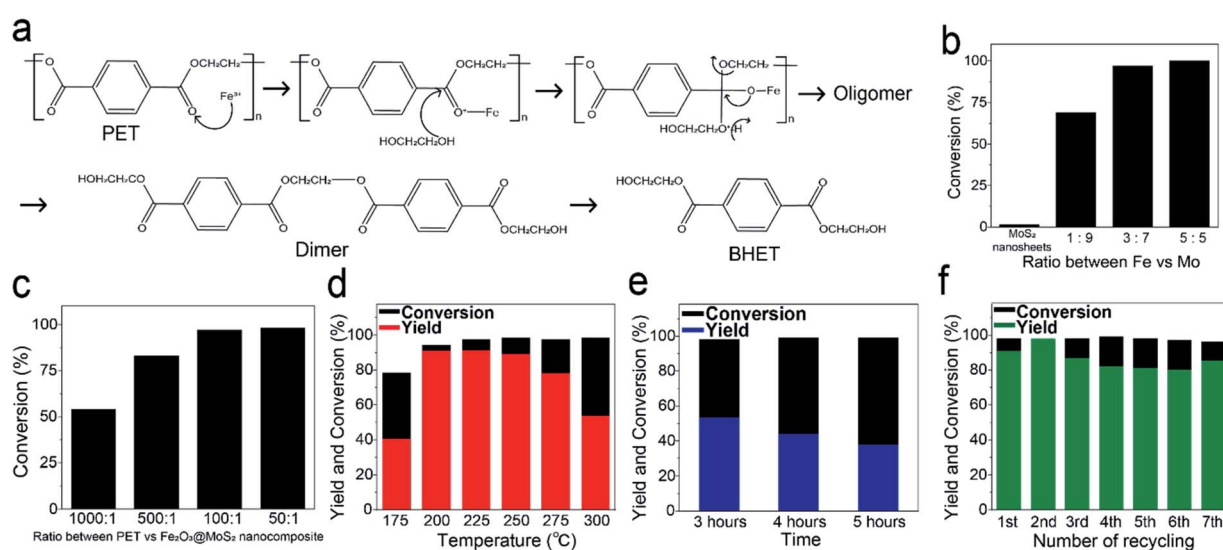 a
O
O
O
OCH₂CH₂
O
Fe³⁺
n
PET
O
O
O
OCH₂CH₂
O⁺—Fe
HOCH₂CH₂OH
n
O
O
OCH₂CH₂
O—Fe
HOCH₂CH₂O⁺-H
n
Oligomer
HOH₂CH₂CO
O
O
O—CH₂CH₂—O
O
O
OCH₂CH₂OH
Dimer
HOH₂CH₂CO
O
O
OCH₂CH₂OH
BHET
b
Conversion (%)
100
75
50
25
0
MoS₂
nanosheets
1 : 9
3 : 7
5 : 5
Ratio between Fe vs Mo
c
Conversion (%)
100
75
50
25
0
1000:1 500:1 100:1 50:1
Ratio between PET vs Fe₂O₃@MoS₂ nanocomposite
d
Yield and Conversion (%)
Conversion
Yield
100
80
60
40
20
0
175 200 225 250 275 300
Temperature (℃)
e
Yield and Conversion (%)
Conversion
Yield
100
80
60
40
20
0
3 hours 4 hours 5 hours
Time
f
Yield and Conversion (%)
Conversion
Yield
100
80
60
40
20
0
1st 2nd 3rd 4th 5th 6th 7th
Number of recycling